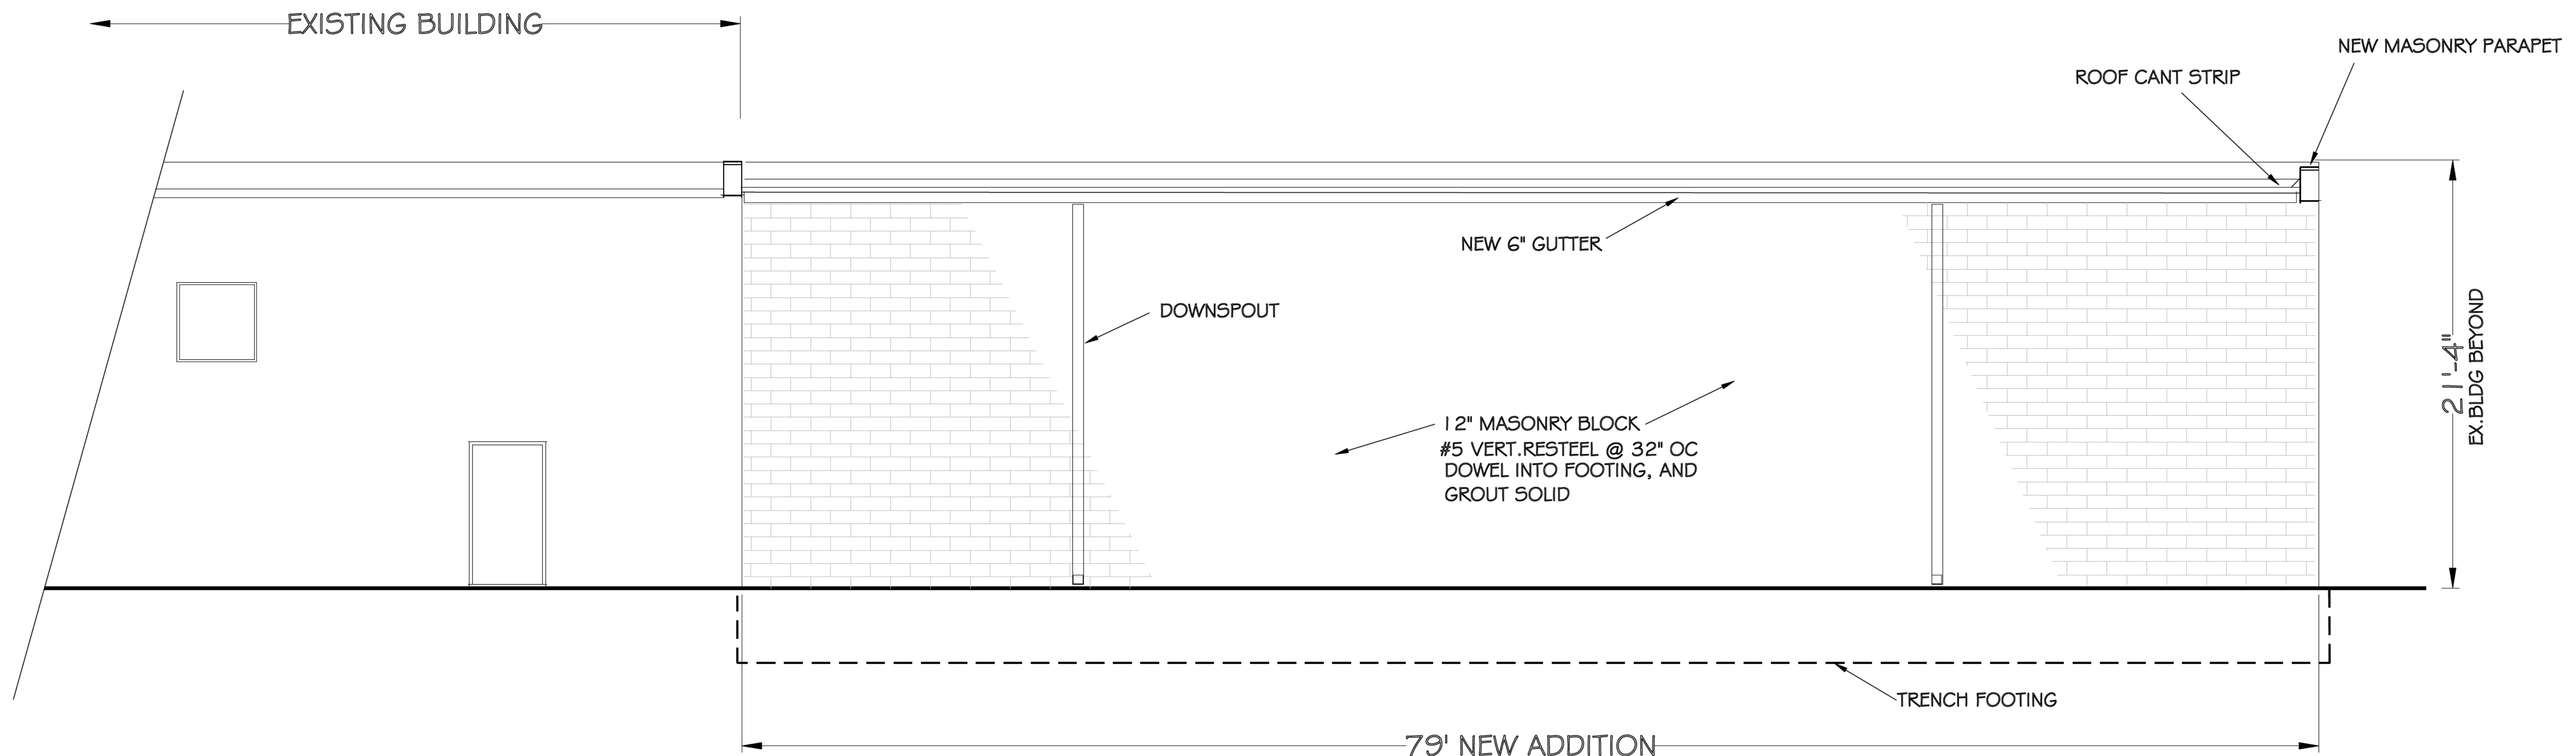 EXISTING BUILDING
NEW MASONRY PARAPET
ROOF CANT STRIP
NEW 6" GUTTER
DOWNSPOUT
12" MASONRY BLOCK
#5 VERT.RESTEEL @ 32" OC
DOWEL INTO FOOTING, AND
GROUT SOLID
21'-4"
EX.BLDG BEYOND
TRENCH FOOTING
79' NEW ADDITION